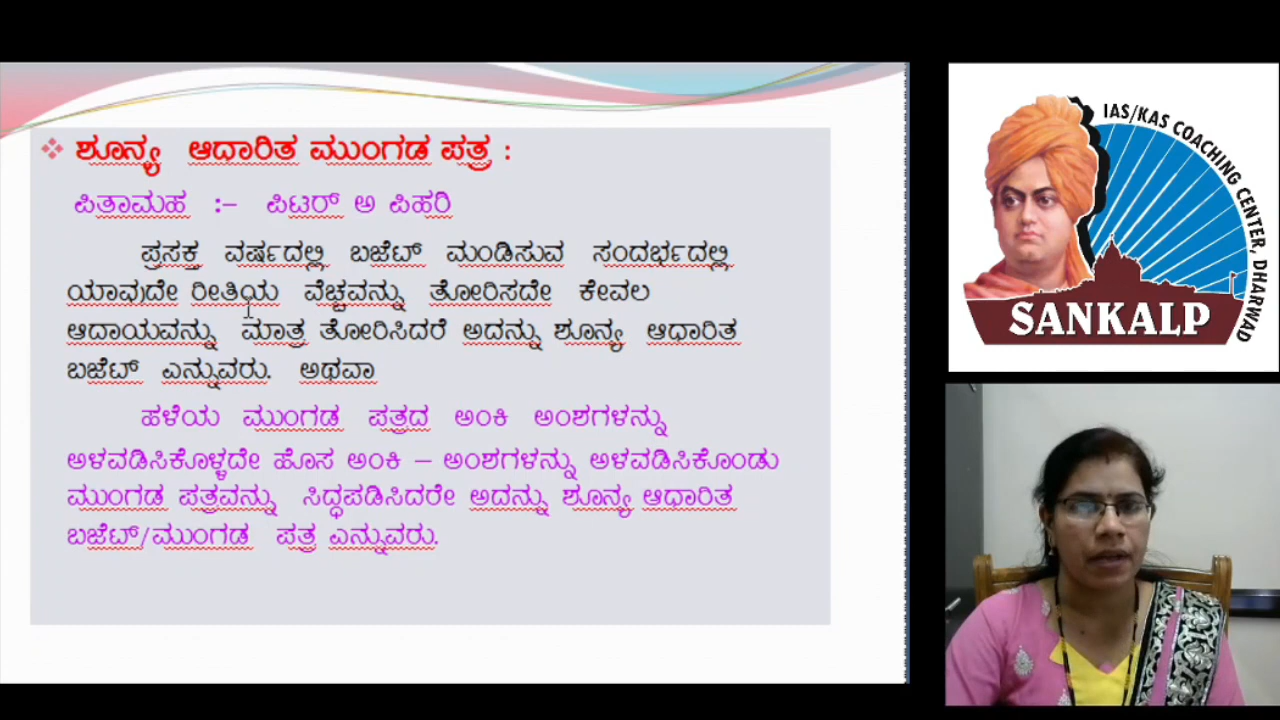 ಶೂನ್ಯ ಆಧಾರಿತ ಮುಂಗಡ ಪತ್ರ :
ಪಿತಾಮಹ :– ಪಿಟರ್ ಅ ಪಿಹರಿ
ಪ್ರಸಕ್ತ ವರ್ಷದಲ್ಲಿ ಬಜೆಟ್ ಮಂಡಿಸುವ ಸಂದರ್ಭದಲ್ಲಿ
ಯಾವುದೇ ರೀತಿಯ ವೆಚ್ಚವನ್ನು ತೋರಿಸದೇ ಕೇವಲ
ಆದಾಯವನ್ನು ಮಾತ್ರ ತೋರಿಸಿದರೆ ಅದನ್ನು ಶೂನ್ಯ ಆಧಾರಿತ
ಬಜೆಟ್ ಎನ್ನುವರು. ಅಥವಾ
ಹಳೆಯ ಮುಂಗಡ ಪತ್ರದ ಅಂಕಿ ಅಂಶಗಳನ್ನು
ಅಳವಡಿಸಿಕೊಳ್ಳದೇ ಹೊಸ ಅಂಕಿ – ಅಂಶಗಳನ್ನು ಅಳವಡಿಸಿಕೊಂಡು
ಮುಂಗಡ ಪತ್ರವನ್ನು ಸಿದ್ಧಪಡಿಸಿದರೇ ಅದನ್ನು ಶೂನ್ಯ ಆಧಾರಿತ
ಬಜೆಟ್/ಮುಂಗಡ ಪತ್ರ ಎನ್ನುವರು.
IAS/KAS COACHING CENTER, DHARWAD
SANKALP